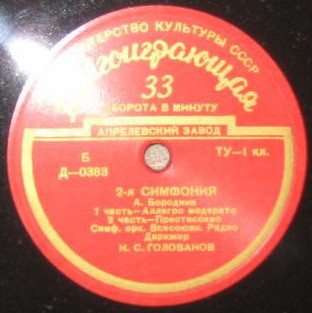 МИНИСТЕРСТВО КУЛЬТУРЫ СССР
Долгоиграющая
33
ОБОРОТА В МИНУТУ
АПРЕЛЕВСКИЙ ЗАВОД
Б
Д—0383
ТУ—1 кл.
2-я СИМФОНИЯ
А. Бородин
1 часть—Аллегро модерато
2 часть—Престиссимо
Симф. орк. Всесоюзн. Радио
Дирижер
Н. С. ГОЛОВАНОВ